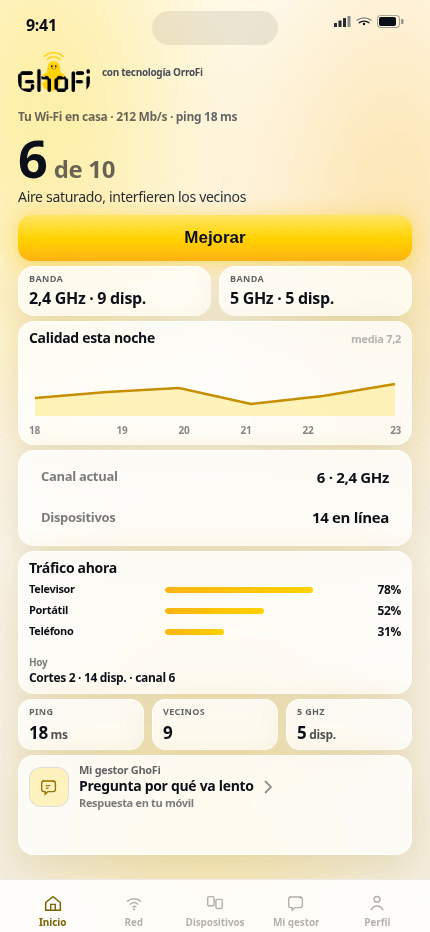 9:41
GhoFi
con tecnología OrroFi
Tu Wi-Fi en casa · 212 Mb/s · ping 18 ms
6 de 10
Aire saturado, interfieren los vecinos
Mejorar
BANDA
2,4 GHz · 9 disp.
BANDA
5 GHz · 5 disp.
Calidad esta noche
media 7,2
18 19 20 21 22 23
Canal actual
6 · 2,4 GHz
Dispositivos
14 en línea
Tráfico ahora
Televisor 78%
Portátil 52%
Teléfono 31%
Hoy
Cortes 2 · 14 disp. · canal 6
PING
18 ms
VECINOS
9
5 GHZ
5 disp.
Mi gestor GhoFi
Pregunta por qué va lento
Respuesta en tu móvil
Inicio
Red
Dispositivos
Mi gestor
Perfil